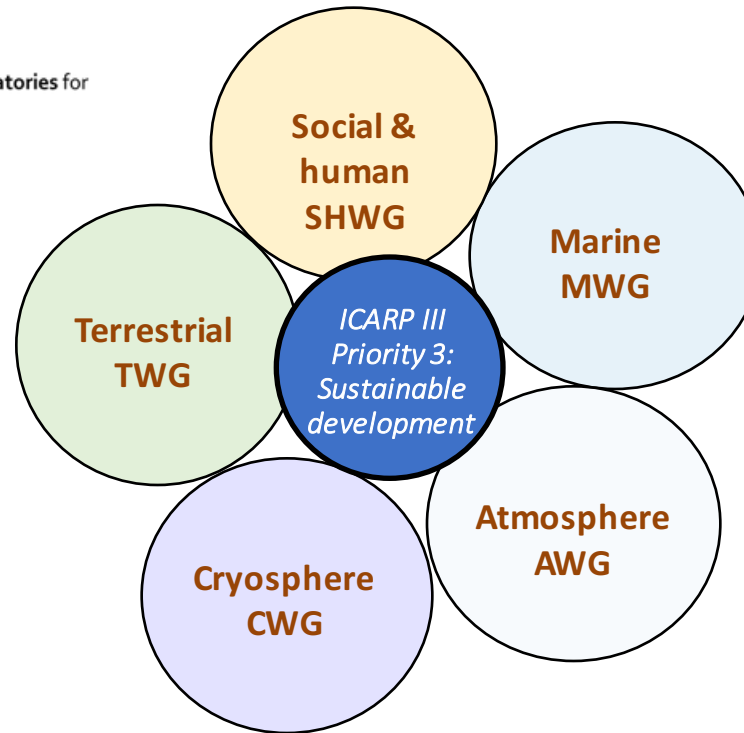 atories for
Social &
human
SHWG
Marine
MWG
Terrestrial
TWG
ICARP III
Priority 3:
Sustainable
development
Atmosphere
AWG
Cryosphere
CWG